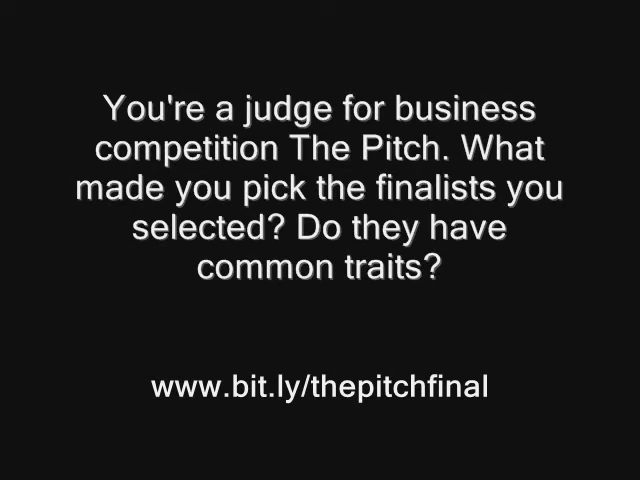 You're a judge for business
competition The Pitch. What
made you pick the finalists you
selected? Do they have
common traits?
www.bit.ly/thepitchfinal